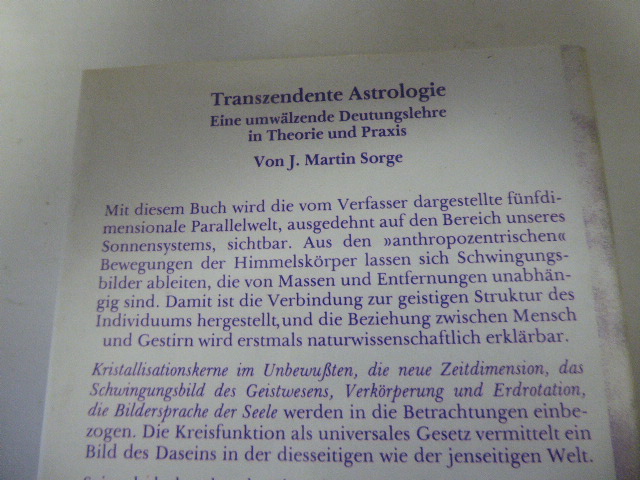 Transzendente Astrologie
Eine umwälzende Deutungslehre
in Theorie und Praxis
Von J. Martin Sorge
Mit diesem Buch wird die vom Verfasser dargestellte fünfdi-
mensionale Parallelwelt, ausgedehnt auf den Bereich unseres
Sonnensystems, sichtbar. Aus den »anthropozentrischen«
Bewegungen der Himmelskörper lassen sich Schwingungs-
bilder ableiten, die von Massen und Entfernungen unabhän-
gig sind. Damit ist die Verbindung zur geistigen Struktur des
Individuums hergestellt, und die Beziehung zwischen Mensch
und Gestirn wird erstmals naturwissenschaftlich erklärbar.
Kristallisationskerne im Unbewußten, die neue Zeitdimension, das
Schwingungsbild des Geistwesens, Verkörperung und Erdrotation,
die Bildersprache der Seele werden in die Betrachtungen einbe-
zogen. Die Kreisfunktion als universales Gesetz vermittelt ein
Bild des Daseins in der diesseitigen wie der jenseitigen Welt.